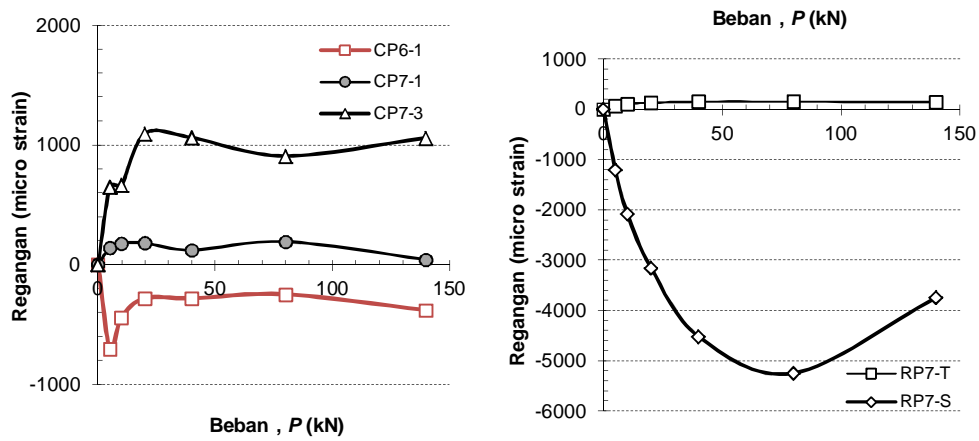 2000
1000
0
-1000
0
50
100
150
CP6-1
CP7-1
CP7-3
Regangan (micro strain)
Beban , P (kN)
Beban , P (kN)
1000
0
-1000
-2000
-3000
-4000
-5000
-6000
0
50
100
150
Regangan (micro strain)
RP7-T
RP7-S